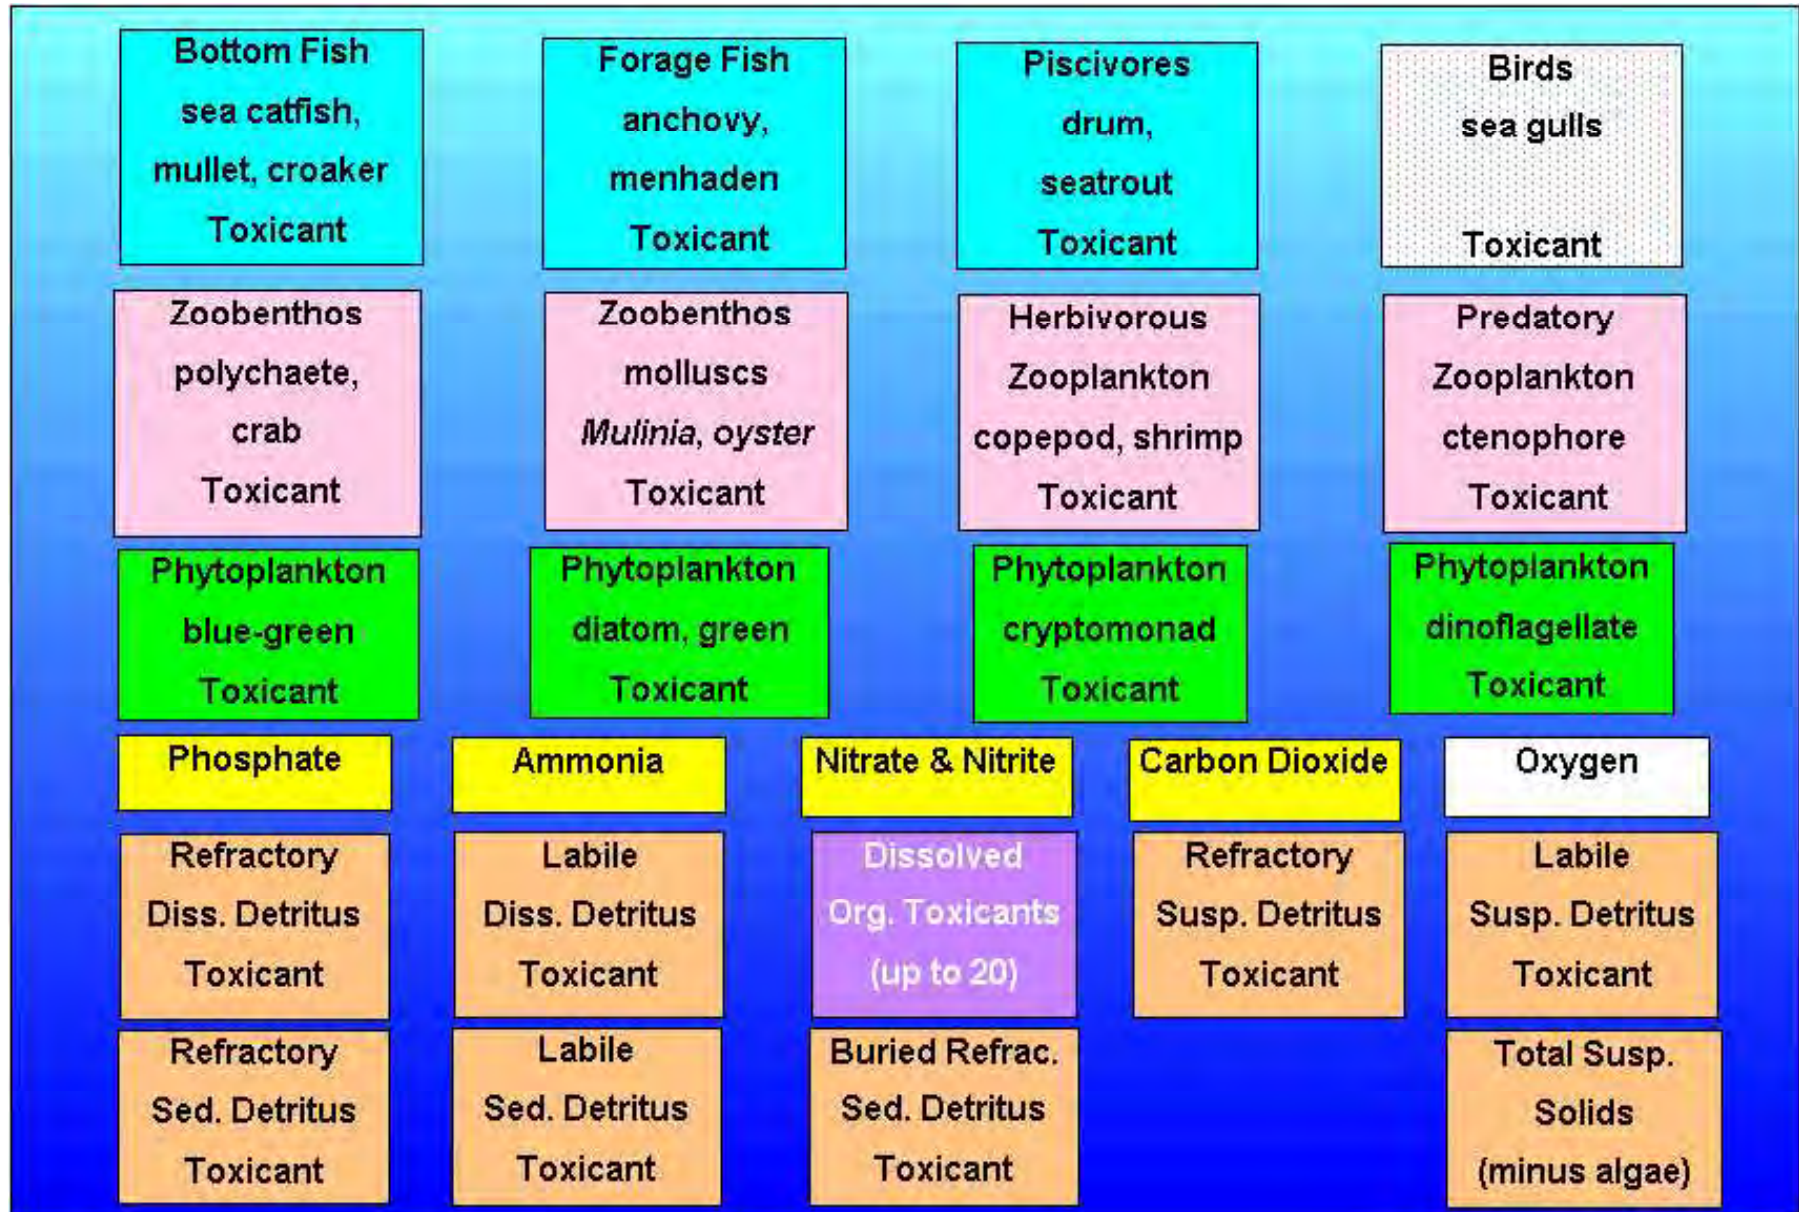 Bottom Fish
sea catfish,
mullet, croaker
Toxicant
Forage Fish
anchovy,
menhaden
Toxicant
Piscivores
drum,
seatrout
Toxicant
Birds
sea gulls
Toxicant
Zoobenthos
polychaete,
crab
Toxicant
Zoobenthos
molluscs
Mulinia, oyster
Toxicant
Herbivorous
Zooplankton
copepod, shrimp
Toxicant
Predatory
Zooplankton
ctenophore
Toxicant
Phytoplankton
blue-green
Toxicant
Phytoplankton
diatom, green
Toxicant
Phytoplankton
cryptomonad
Toxicant
Phytoplankton
dinoflagellate
Toxicant
Phosphate
Ammonia
Nitrate & Nitrite
Carbon Dioxide
Oxygen
Refractory
Diss. Detritus
Toxicant
Labile
Diss. Detritus
Toxicant
Dissolved
Org. Toxicants
(up to 20)
Refractory
Susp. Detritus
Toxicant
Labile
Susp. Detritus
Toxicant
Refractory
Sed. Detritus
Toxicant
Labile
Sed. Detritus
Toxicant
Buried Refrac.
Sed. Detritus
Toxicant
Total Susp.
Solids
(minus algae)